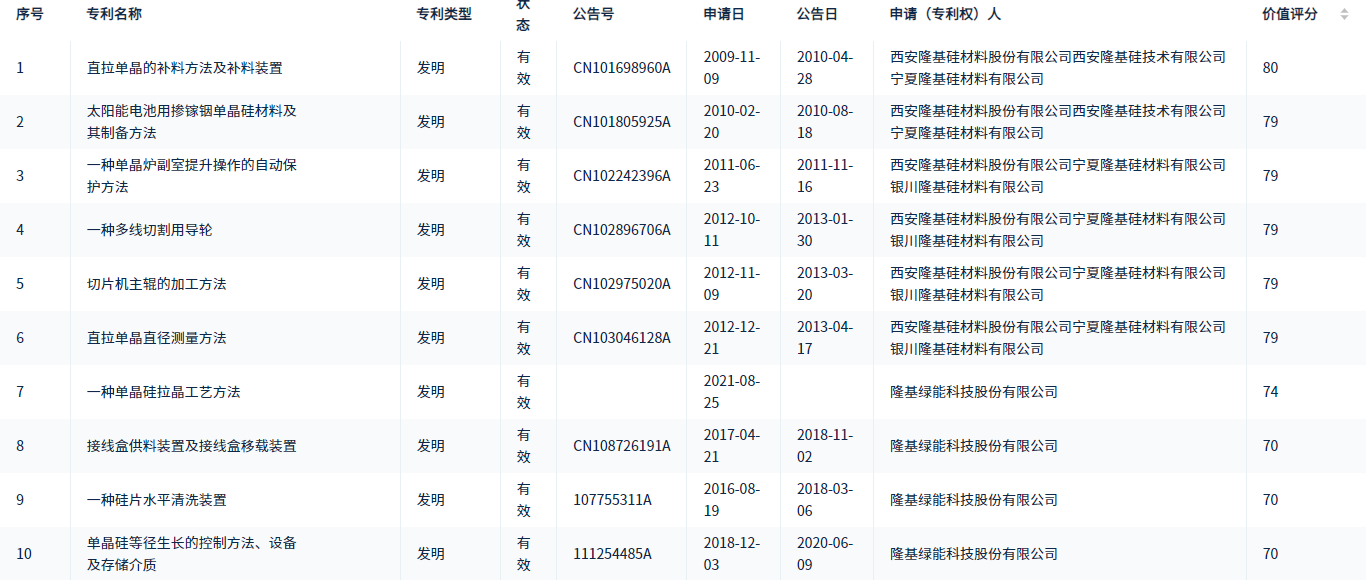 序号 专利名称 专利类型 状态 公告号 申请日 公告日 申请（专利权）人 价值评分
1 直拉单晶的补料方法及补料装置 发明 有效 CN101698960A 2009-11-09 2010-04-28 西安隆基硅材料股份有限公司西安隆基硅技术有限公司宁夏隆基硅材料有限公司 80
2 太阳能电池用掺镓铟单晶硅材料及其制备方法 发明 有效 CN101805925A 2010-02-20 2010-08-18 西安隆基硅材料股份有限公司西安隆基硅技术有限公司宁夏隆基硅材料有限公司 79
3 一种单晶炉副室提升操作的自动保护方法 发明 有效 CN102242396A 2011-06-23 2011-11-16 西安隆基硅材料股份有限公司宁夏隆基硅材料有限公司银川隆基硅材料有限公司 79
4 一种多线切割用导轮 发明 有效 CN102896706A 2012-10-11 2013-01-30 西安隆基硅材料股份有限公司宁夏隆基硅材料有限公司银川隆基硅材料有限公司 79
5 切片机主辊的加工方法 发明 有效 CN102975020A 2012-11-09 2013-03-20 西安隆基硅材料股份有限公司宁夏隆基硅材料有限公司银川隆基硅材料有限公司 79
6 直拉单晶直径测量方法 发明 有效 CN103046128A 2012-12-21 2013-04-17 西安隆基硅材料股份有限公司宁夏隆基硅材料有限公司银川隆基硅材料有限公司 79
7 一种单晶硅拉晶工艺方法 发明 有效 2021-08-25 隆基绿能科技股份有限公司 74
8 接线盒供料装置及接线盒移载装置 发明 有效 CN108726191A 2017-04-21 2018-11-02 隆基绿能科技股份有限公司 70
9 一种硅片水平清洗装置 发明 有效 107755311A 2016-08-19 2018-03-06 隆基绿能科技股份有限公司 70
10 单晶硅等径生长的控制方法、设备及存储介质 发明 有效 111254485A 2018-12-03 2020-06-09 隆基绿能科技股份有限公司 70